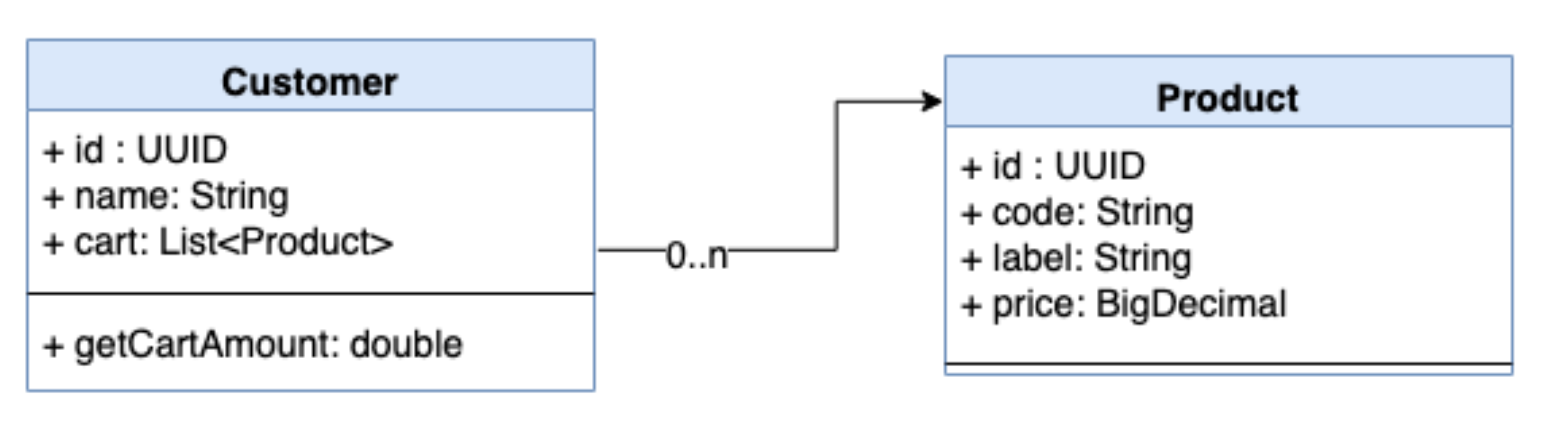 Customer
+ id : UUID
+ name: String
+ cart: List<Product>
+ getCartAmount: double
0..n
Product
+ id : UUID
+ code: String
+ label: String
+ price: BigDecimal